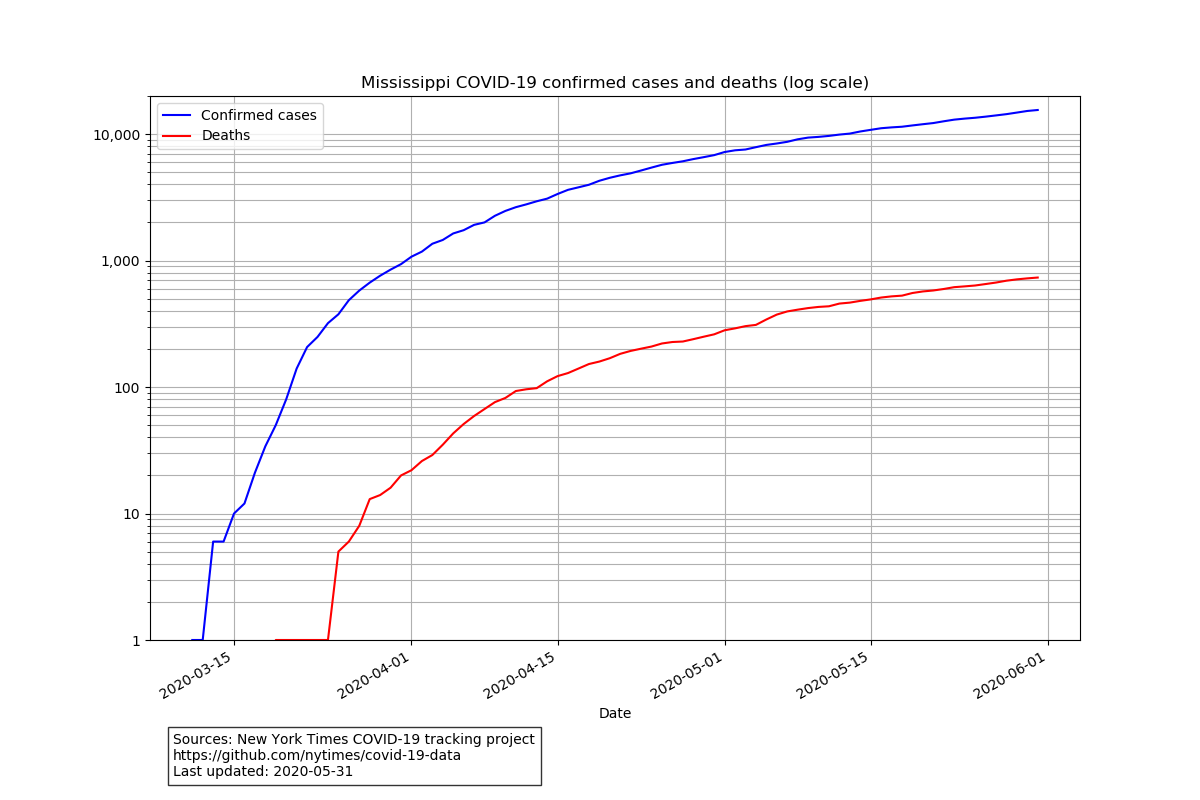 Mississippi COVID-19 confirmed cases and deaths (log scale)
Confirmed cases
Deaths
10,000
1,000
100
10
1
2020-03-15
2020-04-01
2020-04-15
2020-05-01
2020-05-15
2020-06-01
Date
Sources: New York Times COVID-19 tracking project
https://github.com/nytimes/covid-19-data
Last updated: 2020-05-31